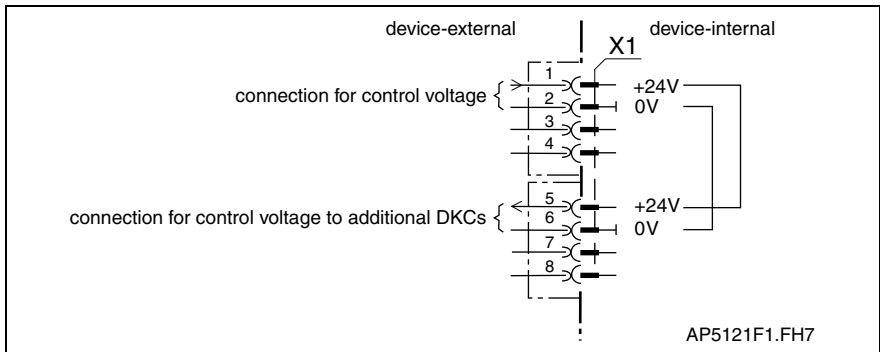 device-external
device-internal
X1
1
+24V
connection for control voltage
2
0V
3
4
5
+24V
connection for control voltage to additional DKCs
6
0V
7
8
AP5121F1.FH7